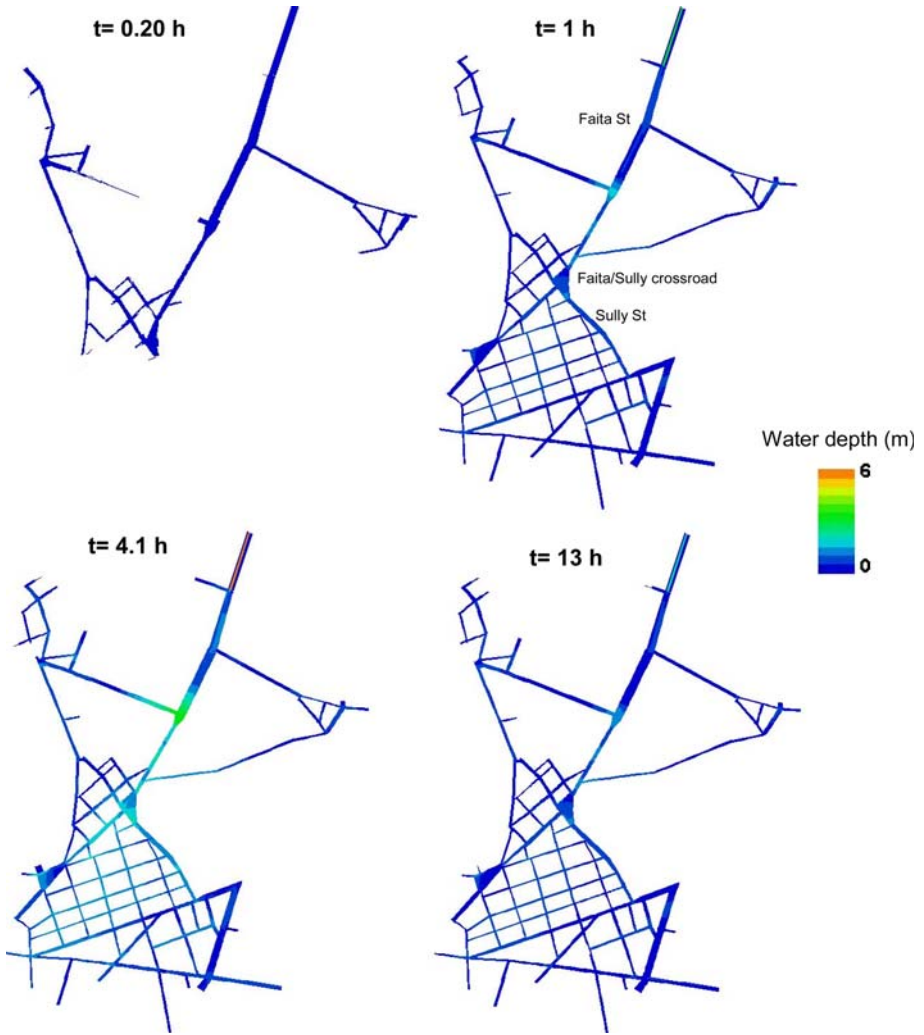 t= 0.20 h
t= 1 h
Faita St
Faita/Sully crossroad
Sully St
Water depth (m)
6
0
t= 4.1 h
t= 13 h